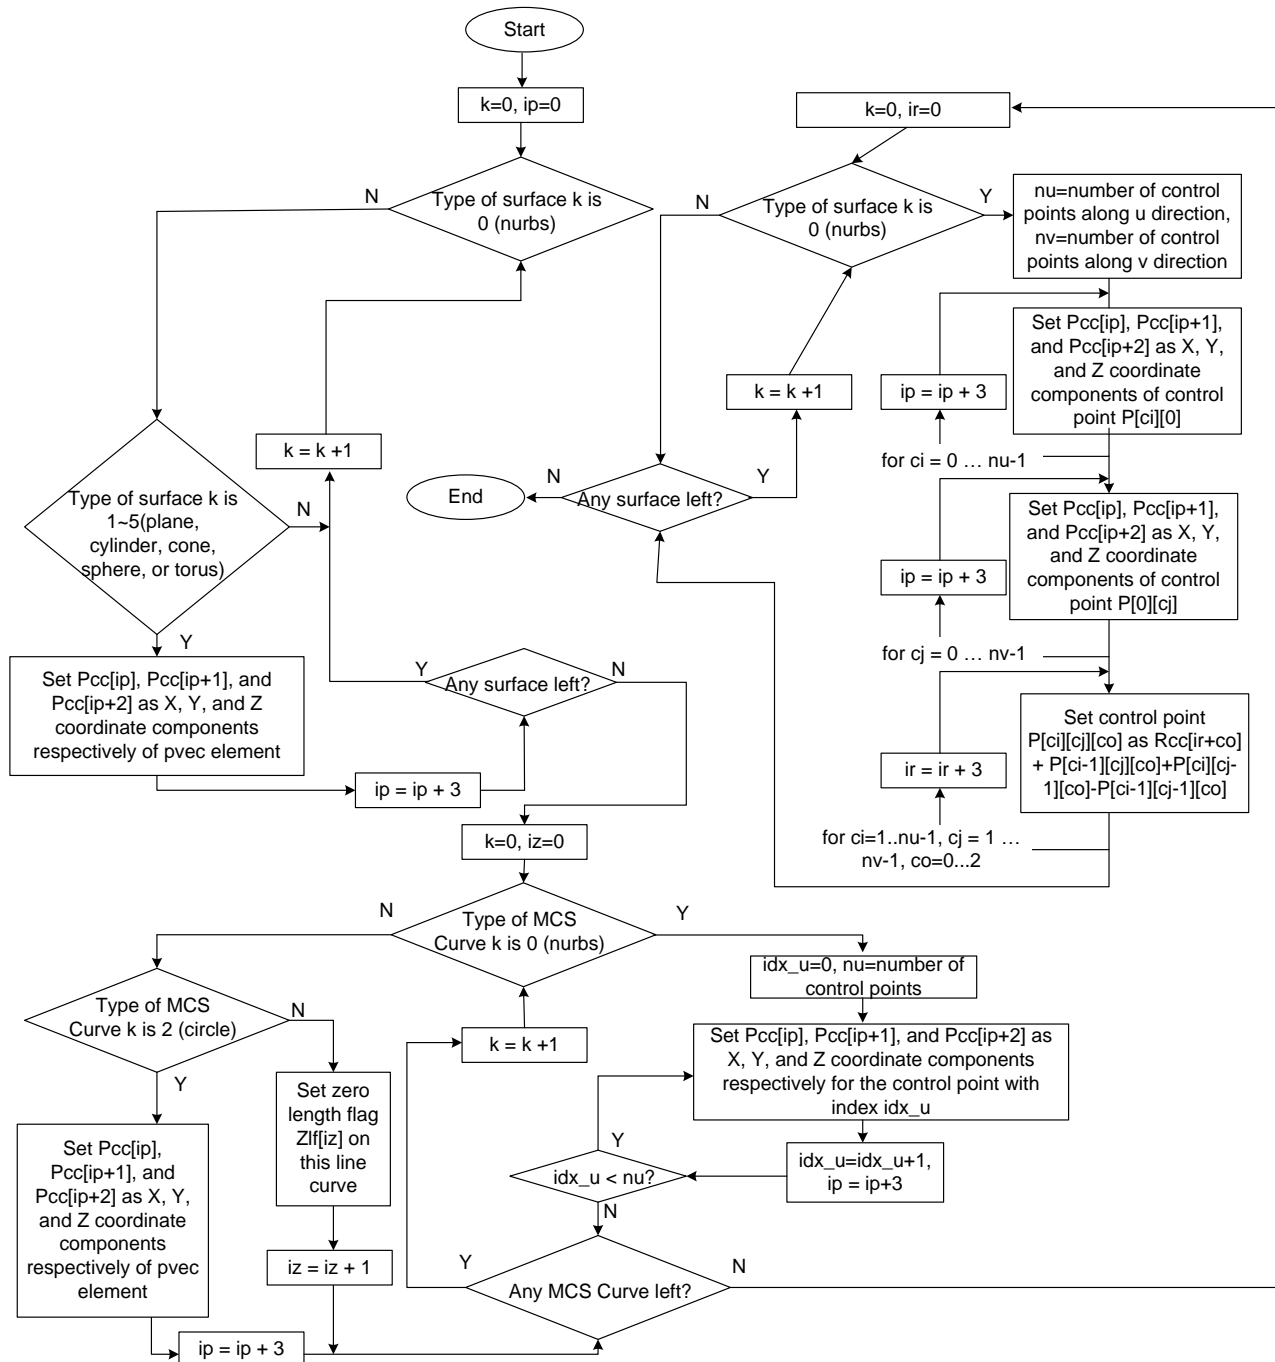 Start
k=0, ip=0
N
Type of surface k is
0 (nurbs)
k = k +1
Type of surface k is
1~5(plane,
cylinder, cone,
sphere, or torus)
N
Y
Set Pcc[ip], Pcc[ip+1], and
Pcc[ip+2] as X, Y, and Z
coordinate components
respectively of pvec element
ip = ip + 3
Y
Any surface left?
N
k=0, iz=0
N
Type of MCS
Curve k is 0 (nurbs)
Y
Type of MCS
Curve k is 2 (circle)
N
Y
k = k +1
Set Pcc[ip],
Pcc[ip+1], and
Pcc[ip+2] as X, Y,
and Z coordinate
components
respectively of pvec
element
ip = ip + 3
Set zero
length flag
Zlf[iz] on
this line
curve
iz = iz + 1
idx_u=0, nu=number of
control points
Set Pcc[ip], Pcc[ip+1], and Pcc[ip+2] as
X, Y, and Z coordinate components
respectively for the control point with
index idx_u
idx_u=idx_u+1,
ip = ip+3
Y
idx_u < nu?
N
Y
Any MCS Curve left?
N
k=0, ir=0
N
Type of surface k is
0 (nurbs)
Y
k = k +1
End
N
Any surface left?
Y
nu=number of control
points along u direction,
nv=number of control
points along v direction
Set Pcc[ip], Pcc[ip+1],
and Pcc[ip+2] as X, Y,
and Z coordinate
components of control
point P[ci][0]
ip = ip + 3
for ci = 0 … nu-1
Set Pcc[ip], Pcc[ip+1],
and Pcc[ip+2] as X, Y,
and Z coordinate
components of control
point P[0][cj]
ip = ip + 3
for cj = 0 … nv-1
Set control point
P[ci][cj][co] as Rcc[ir+co]
+ P[ci-1][cj][co]+P[ci][cj-
1][co]-P[ci-1][cj-1][co]
ir = ir + 3
for ci=1..nu-1, cj = 1 …
nv-1, co=0...2